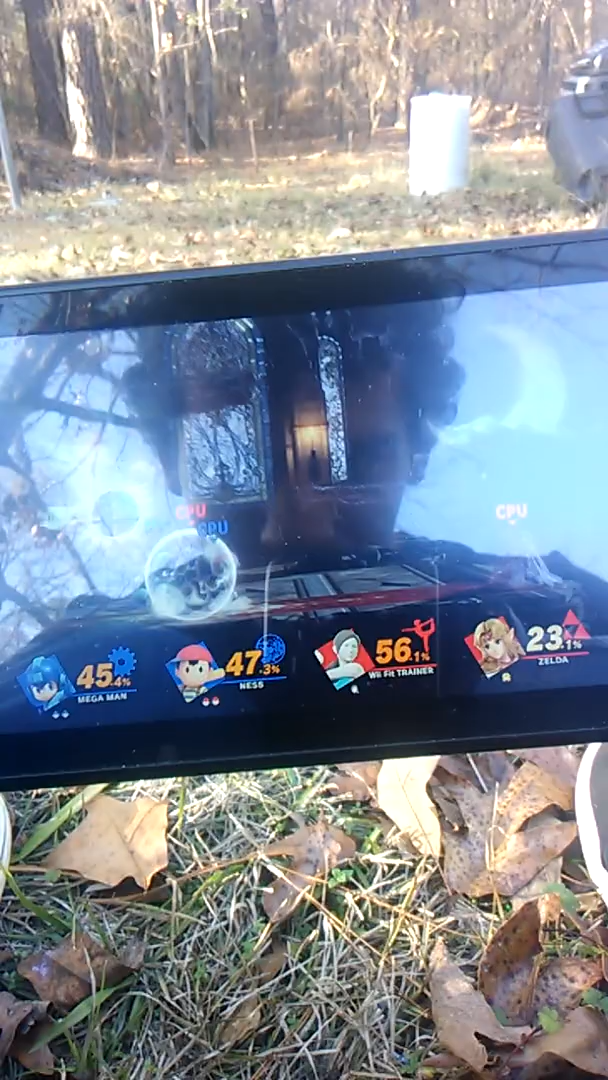 CPU
CPU
CPU
45.4%
MEGA MAN
47.3%
NESS
56.1%
Wii Fit TRAINER
23.1%
ZELDA